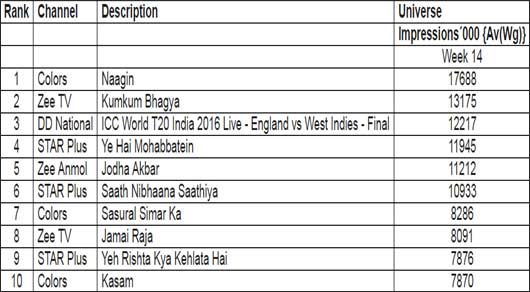 Rank Channel Description Universe
Impressions´000 {Av(Wg)}
Week 14
1 Colors Naagin 17688
2 Zee TV Kumkum Bhagya 13175
3 DD National ICC World T20 India 2016 Live - England vs West Indies - Final 12217
4 STAR Plus Ye Hai Mohabbatein 11945
5 Zee Anmol Jodha Akbar 11212
6 STAR Plus Saath Nibhaana Saathiya 10933
7 Colors Sasural Simar Ka 8286
8 Zee TV Jamai Raja 8091
9 STAR Plus Yeh Rishta Kya Kehlata Hai 7876
10 Colors Kasam 7870